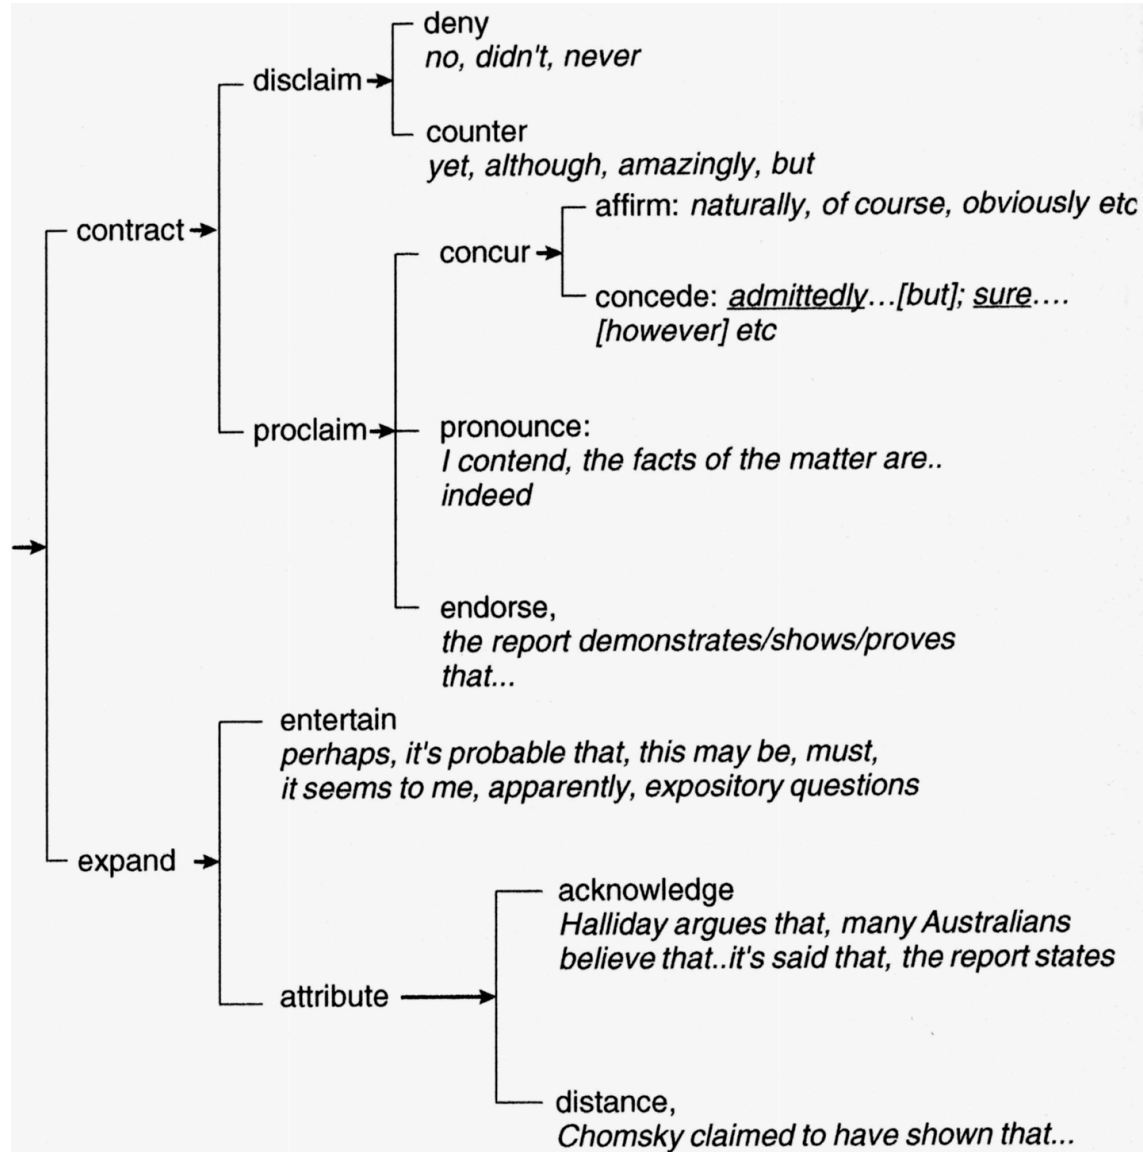 deny
no, didn't, never
disclaim
counter
yet, although, amazingly, but
affirm: naturally, of course, obviously etc
contract
concur
concede: admittedly…[but]; sure….
[however] etc
proclaim
pronounce:
I contend, the facts of the matter are..
indeed
endorse,
the report demonstrates/shows/proves
that...
entertain
perhaps, it's probable that, this may be, must,
it seems to me, apparently, expository questions
expand
acknowledge
Halliday argues that, many Australians
believe that..it's said that, the report states
attribute
distance,
Chomsky claimed to have shown that...